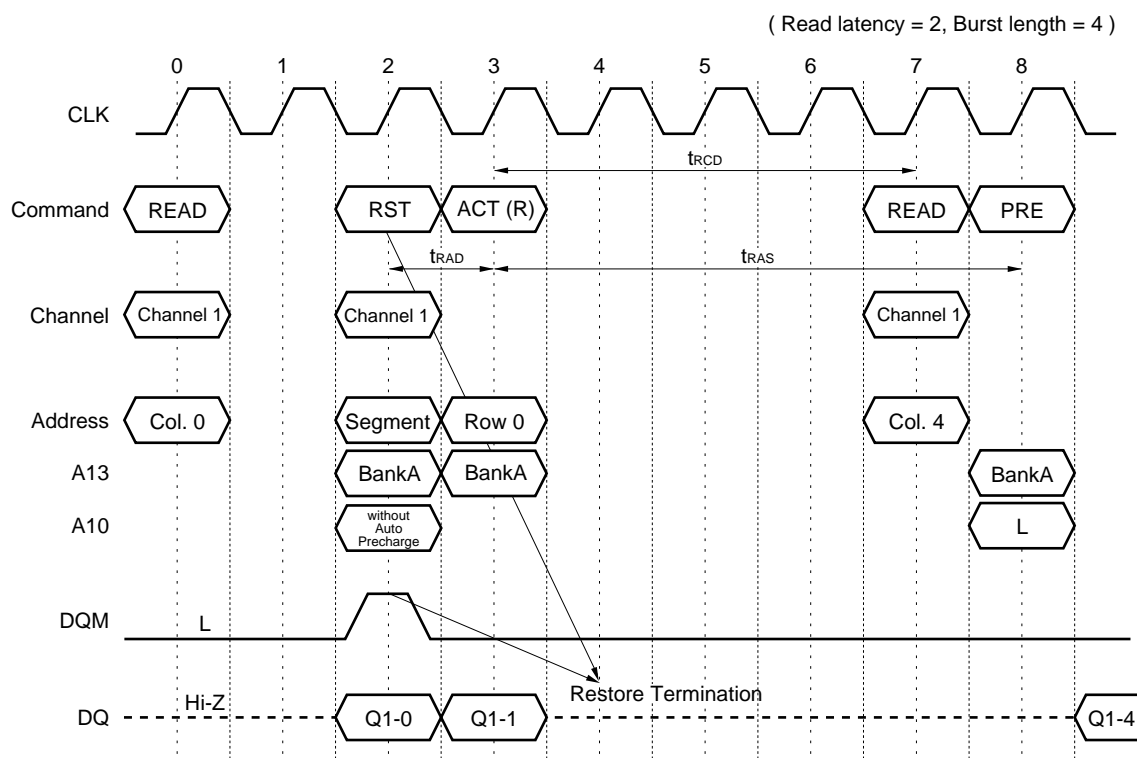 ( Read latency = 2, Burst length = 4 )
0 1 2 3 4 5 6 7 8
CLK
tRCD
Command READ RST ACT (R) READ PRE
tRAD tRAS
Channel Channel 1 Channel 1 Channel 1
Address Col. 0 Segment Row 0 Col. 4
A13 BankA BankA BankA
A10 without Auto Precharge L
DQM L
Restore Termination
DQ Hi-Z Q1-0 Q1-1 Q1-4